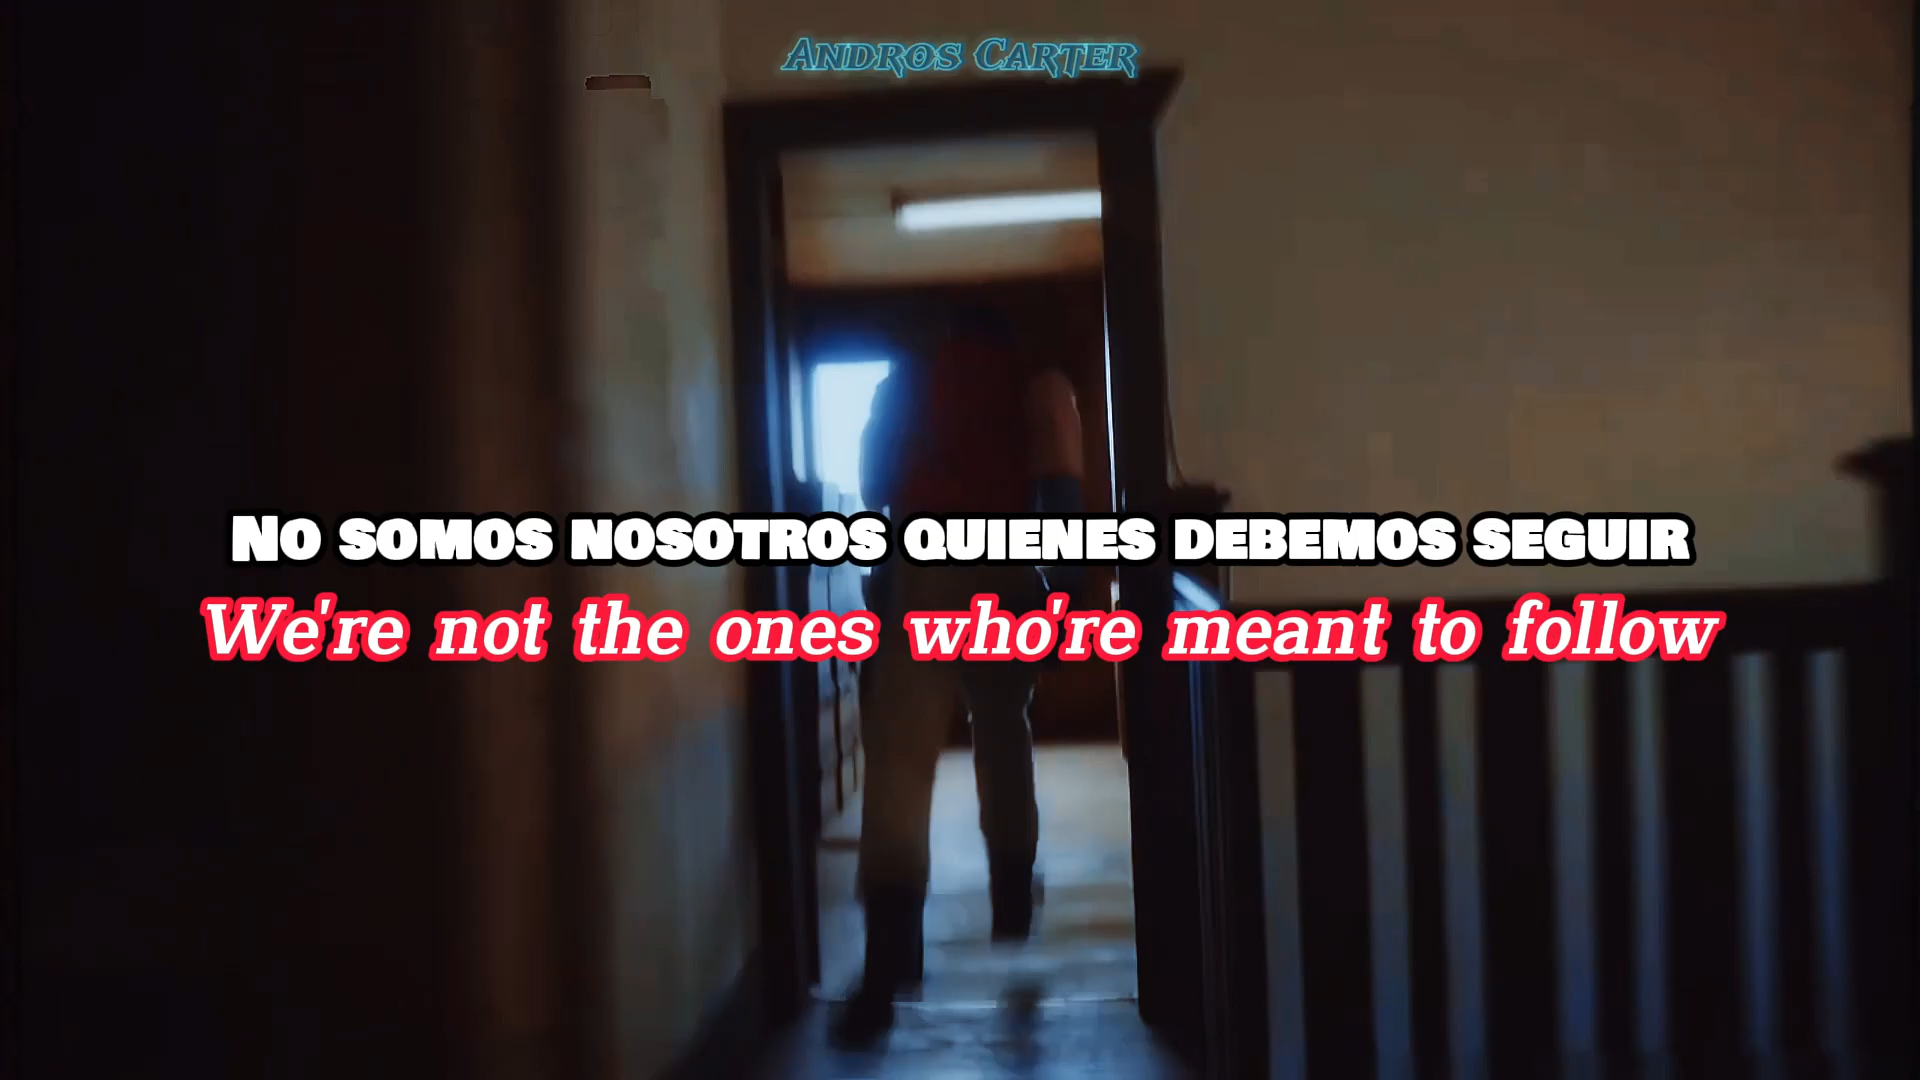 Andros Carter
No somos nosotros quienes debemos seguir
We're not the ones who're meant to follow